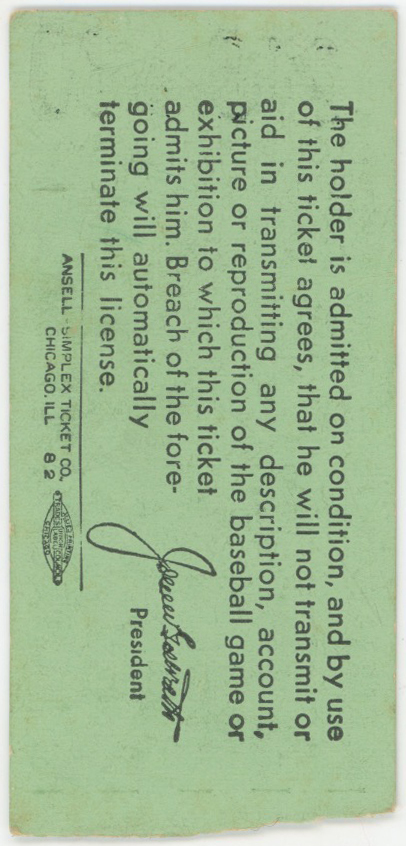 The holder is admitted on condition, and by use
of this ticket agrees, that he will not transmit or
aid in transmitting any description, account,
picture or reproduction of the baseball game or
exhibition to which this ticket
admits him. Breach of the fore-
going will automatically
terminate this license.
President
ANSELL-SIMPLEX TICKET CO.,
CHICAGO, ILL 82